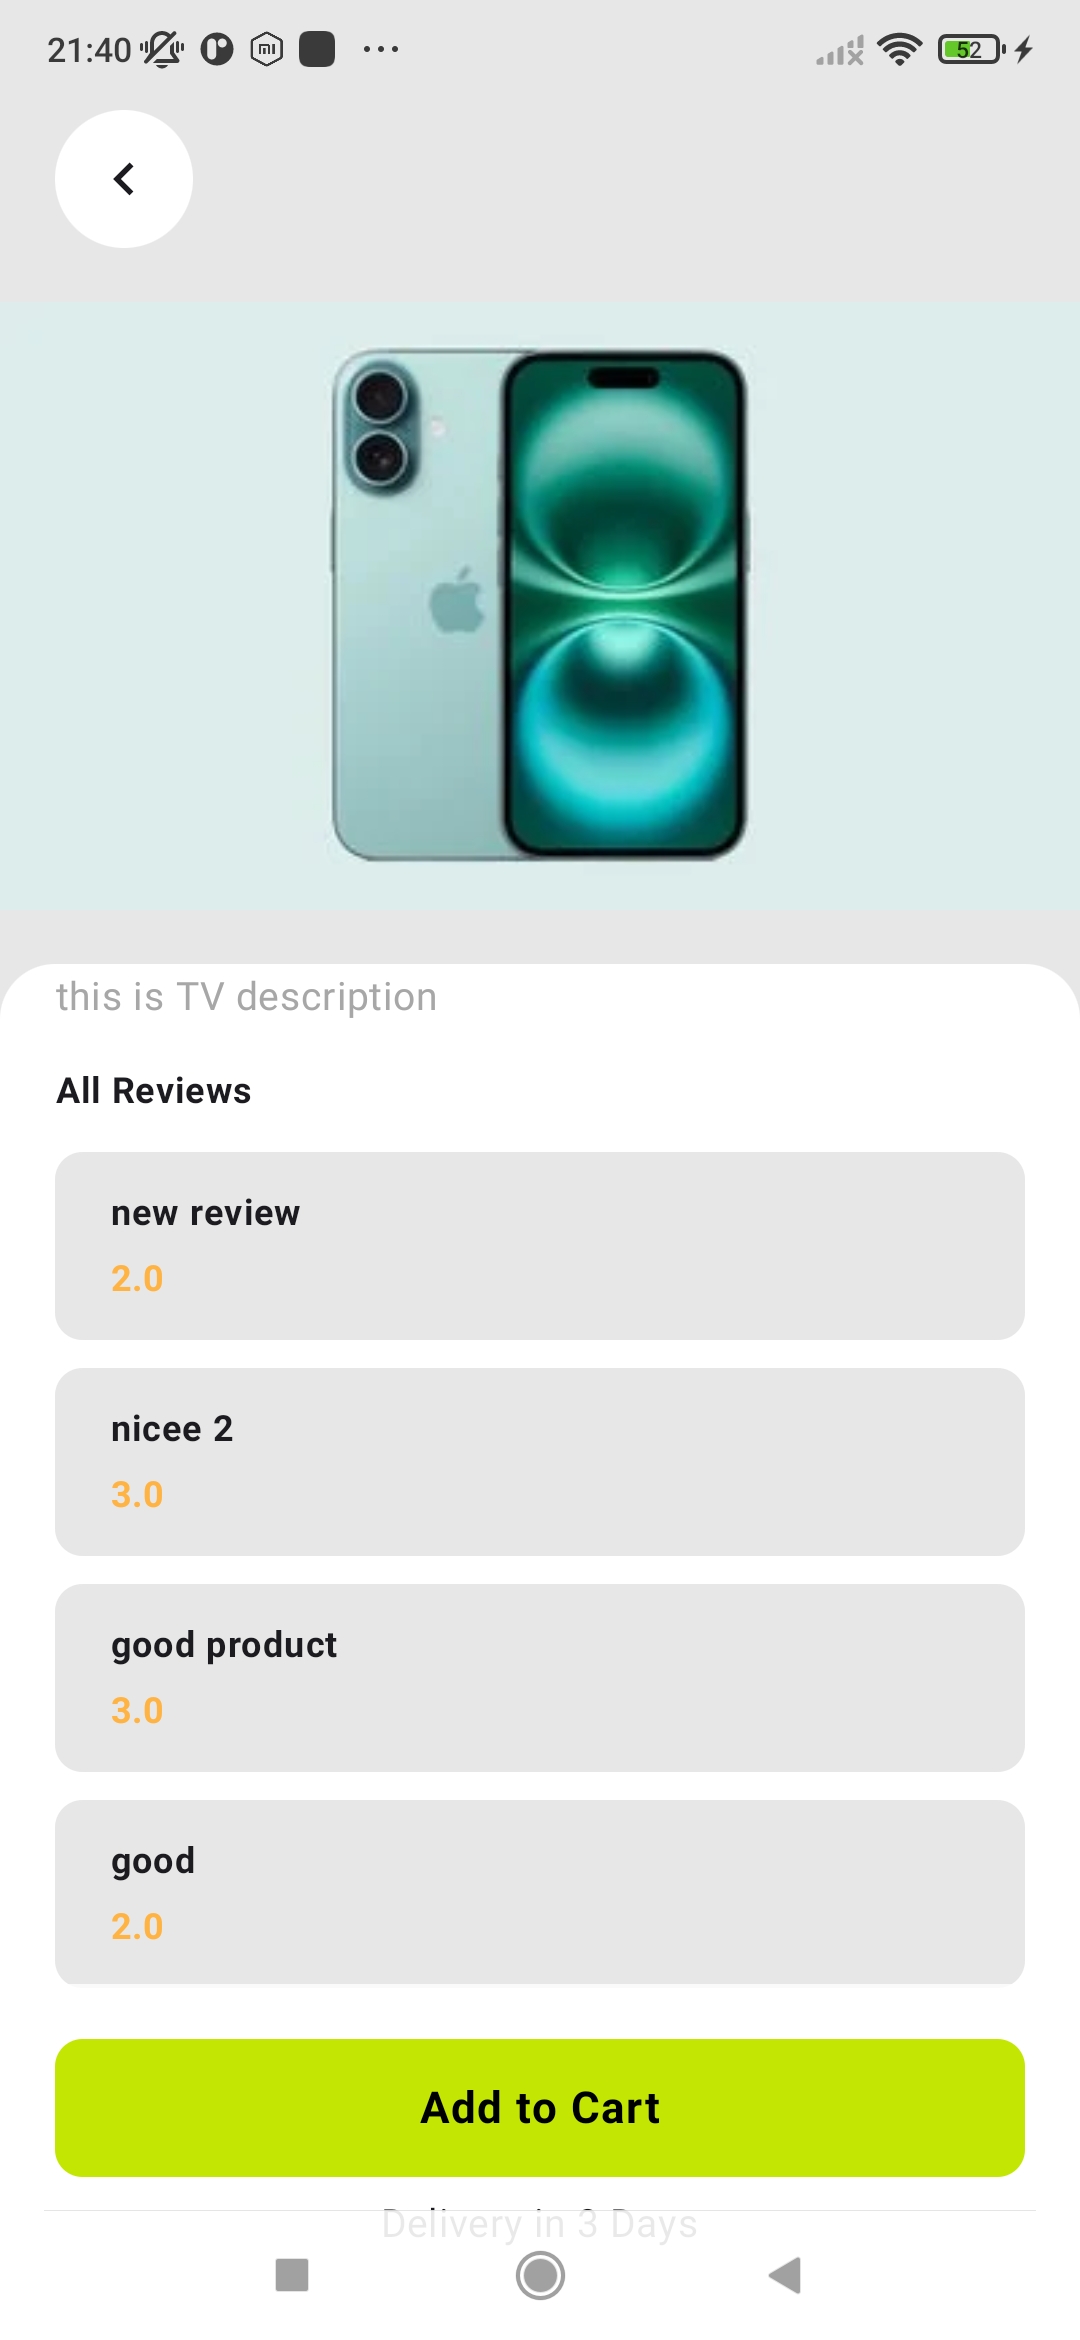 21:40
52
this is TV description
All Reviews
new review
2.0
nicee 2
3.0
good product
3.0
good
2.0
Add to Cart
Delivery in 3 Days